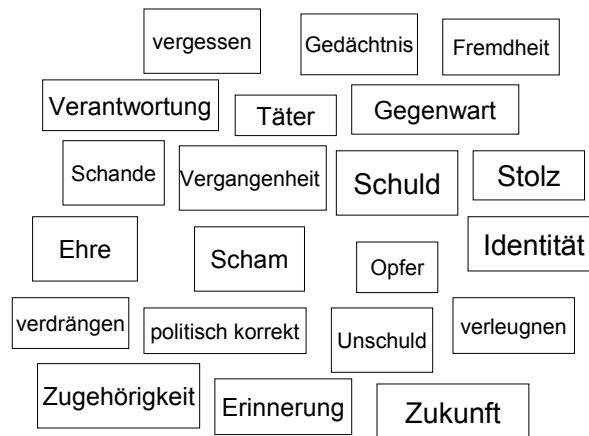 vergessen
Gedächtnis
Fremdheit
Verantwortung
Täter
Gegenwart
Schande
Vergangenheit
Schuld
Stolz
Ehre
Scham
Opfer
Identität
verdrängen
politisch korrekt
Unschuld
verleugnen
Zugehörigkeit
Erinnerung
Zukunft